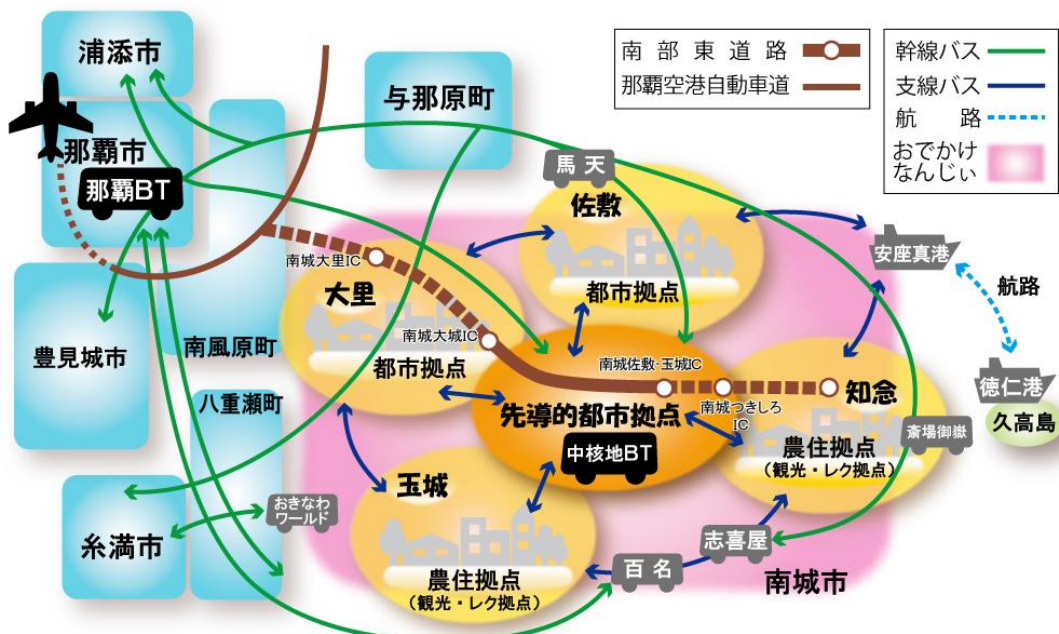 浦添市
那覇市
那覇BT
与那原町
南部東道路
那覇空港自動車道
幹線バス
支線バス
航路
おでかけ
なんじぃ
馬天
佐敷
都市拠点
安座真港
航路
徳仁港
久高島
南城大里IC
大里
南城大城IC
都市拠点
南風原町
豊見城市
八重瀬町
南城佐敷・玉城IC
先導的都市拠点
中核地BT
南城つきしろ
IC
知念
斎場御嶽
農住拠点
(観光・レク拠点)
玉城
おきなわ
ワールド
糸満市
農住拠点
(観光・レク拠点)
百名
志喜屋
南城市